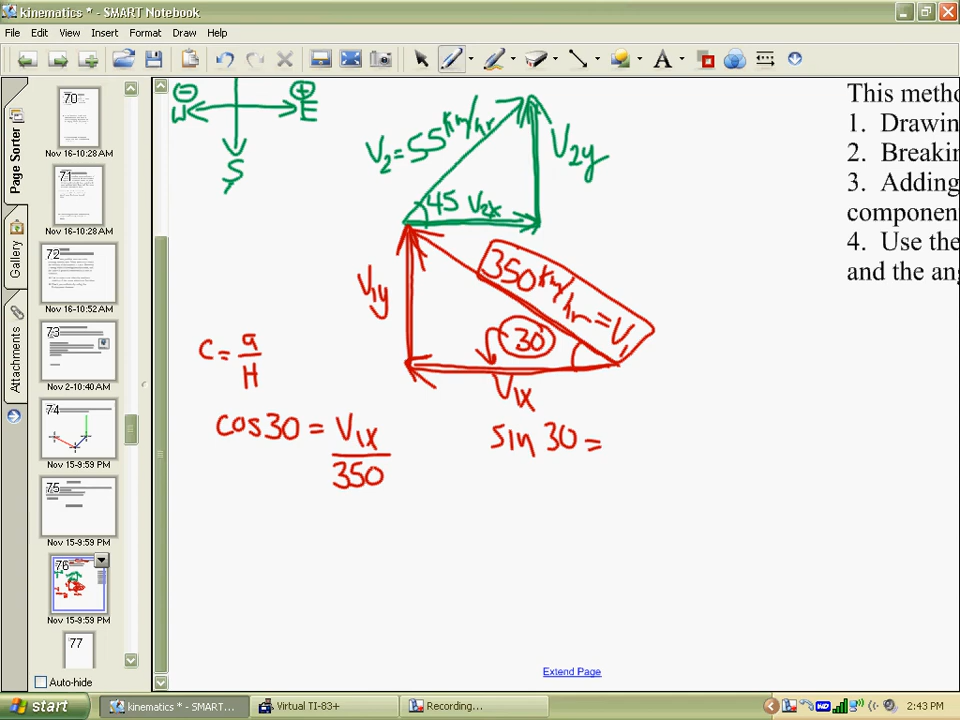 kinematics * - SMART Notebook
File Edit View Insert Format Draw Help
Page Sorter
Gallery
Attachments
70
Nov 16-10:28 AM
71
Nov 16-10:28 AM
72
Nov 16-10:52 AM
73
Nov 2-10:40 AM
74
Nov 15-9:59 PM
75
Nov 15-9:59 PM
76
Nov 15-9:59 PM
77
Auto-hide
W E
S
V2 = 55 km/hr
V2y
45 V2x
V1y
350 km/hr = V1
30
V1x
C = a/H
cos30 = V1x/350
sin 30 =
This metho
1. Drawin
2. Breakin
3. Adding
componen
4. Use the
and the ang
Extend Page
start
kinematics * - SMART...
Virtual TI-83+
Recording...
2:43 PM